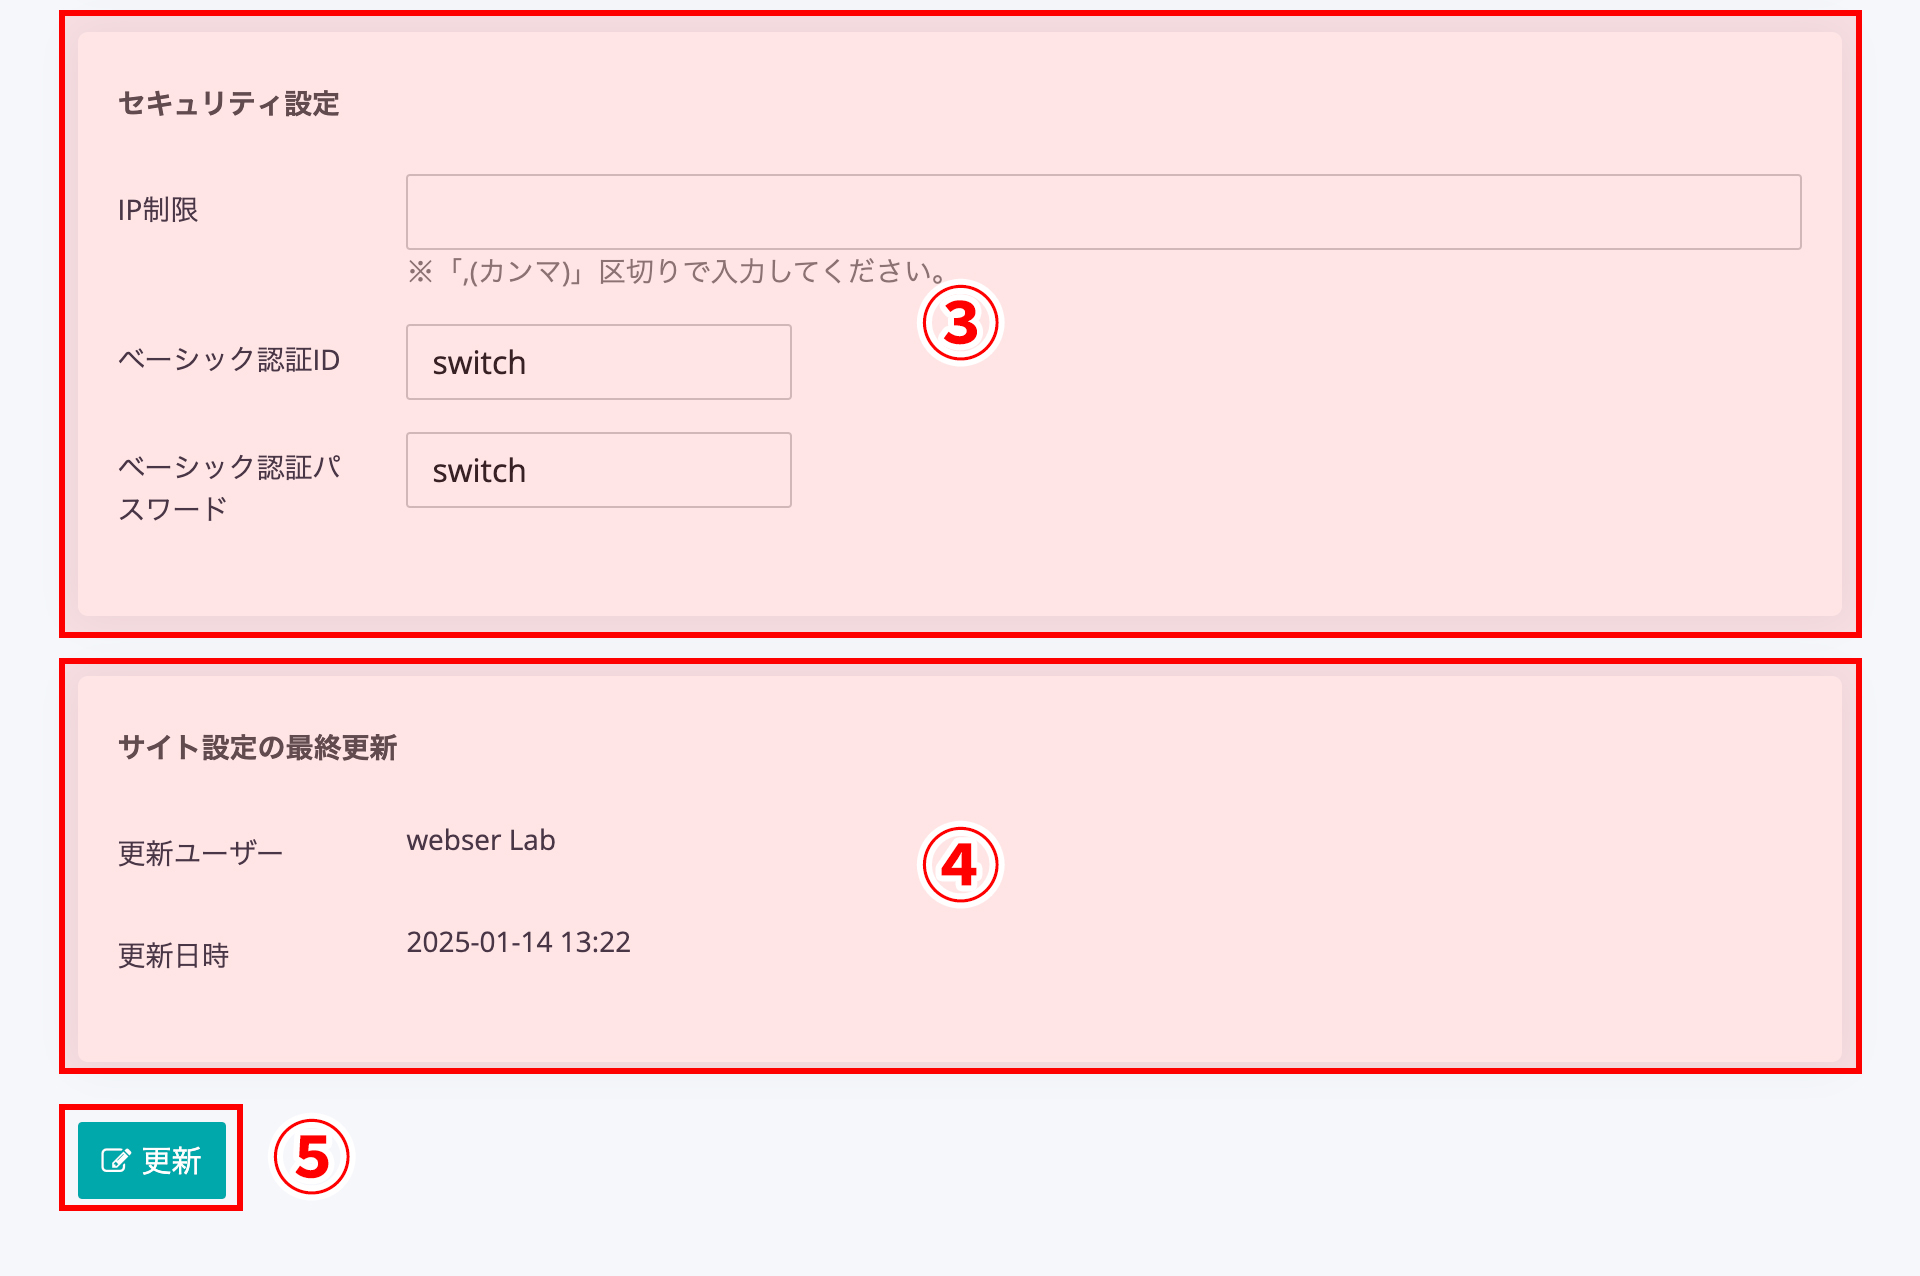 セキュリティ設定
IP制限
※「,(カンマ)」区切りで入力してください。
③
ベーシック認証ID
switch
ベーシック認証パ
スワード
switch
サイト設定の最終更新
更新ユーザー
webser Lab
④
更新日時
2025-01-14 13:22
更新
⑤